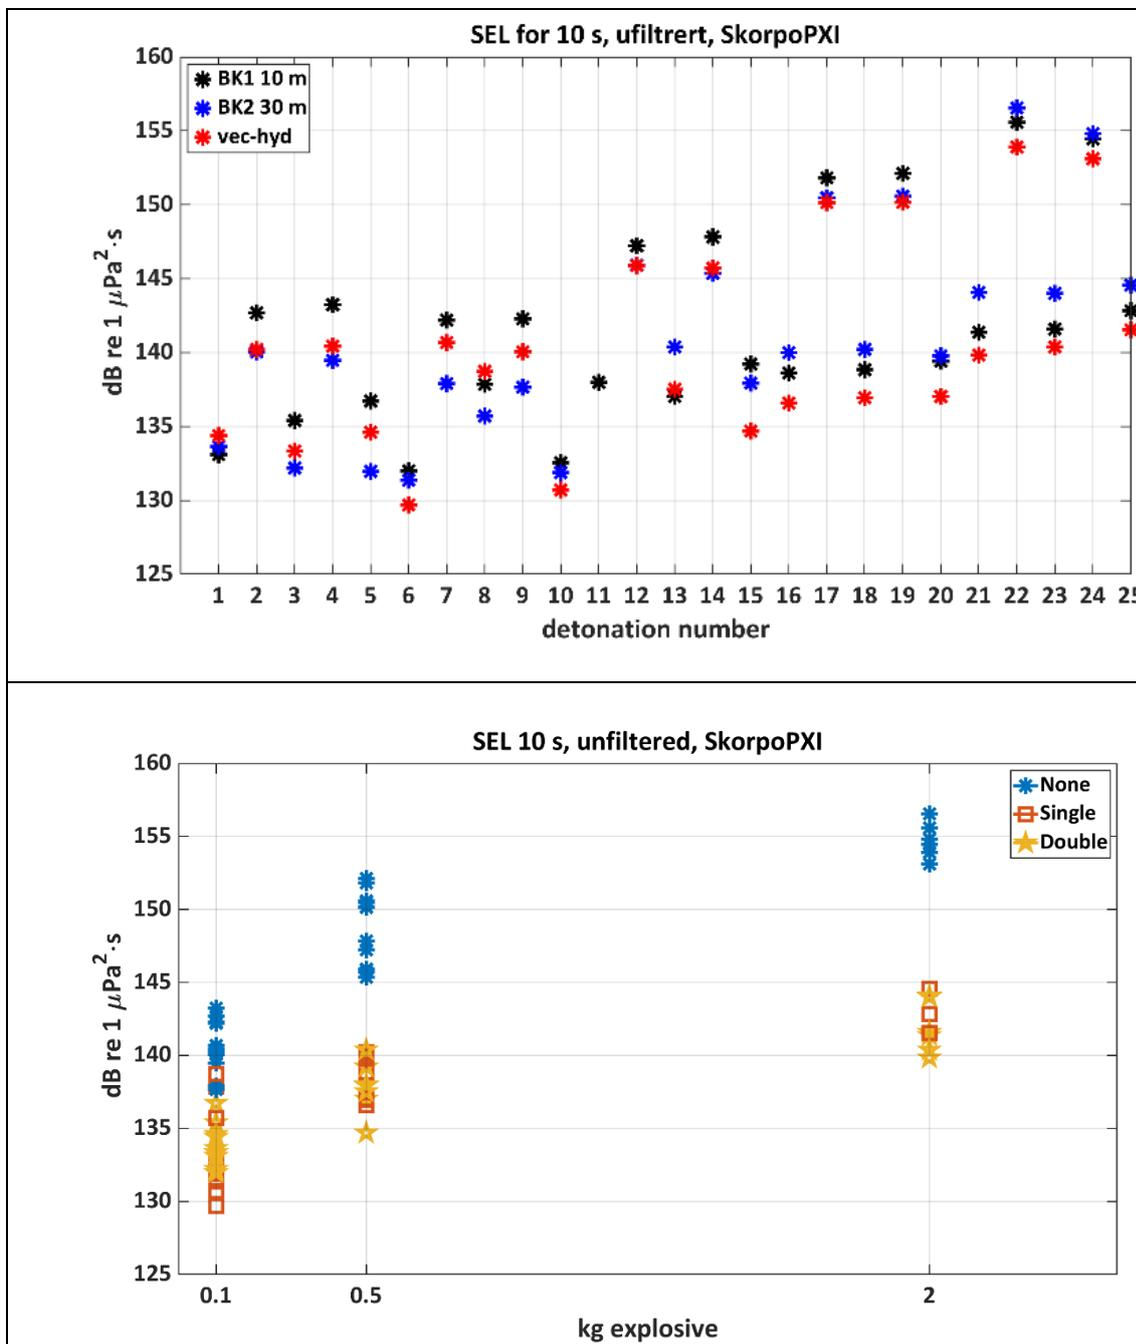 SEL for 10 s, ufiltrert, SkorpoPXI
160
155
150
145
140
135
130
125
dB re 1 μPa²·s
BK1 10 m
BK2 30 m
vec-hyd
1 2 3 4 5 6 7 8 9 10 11 12 13 14 15 16 17 18 19 20 21 22 23 24 25
detonation number
SEL 10 s, unfiltered, SkorpoPXI
160
155
150
145
140
135
130
125
dB re 1 μPa²·s
None
Single
Double
0.1 0.5 2
kg explosive